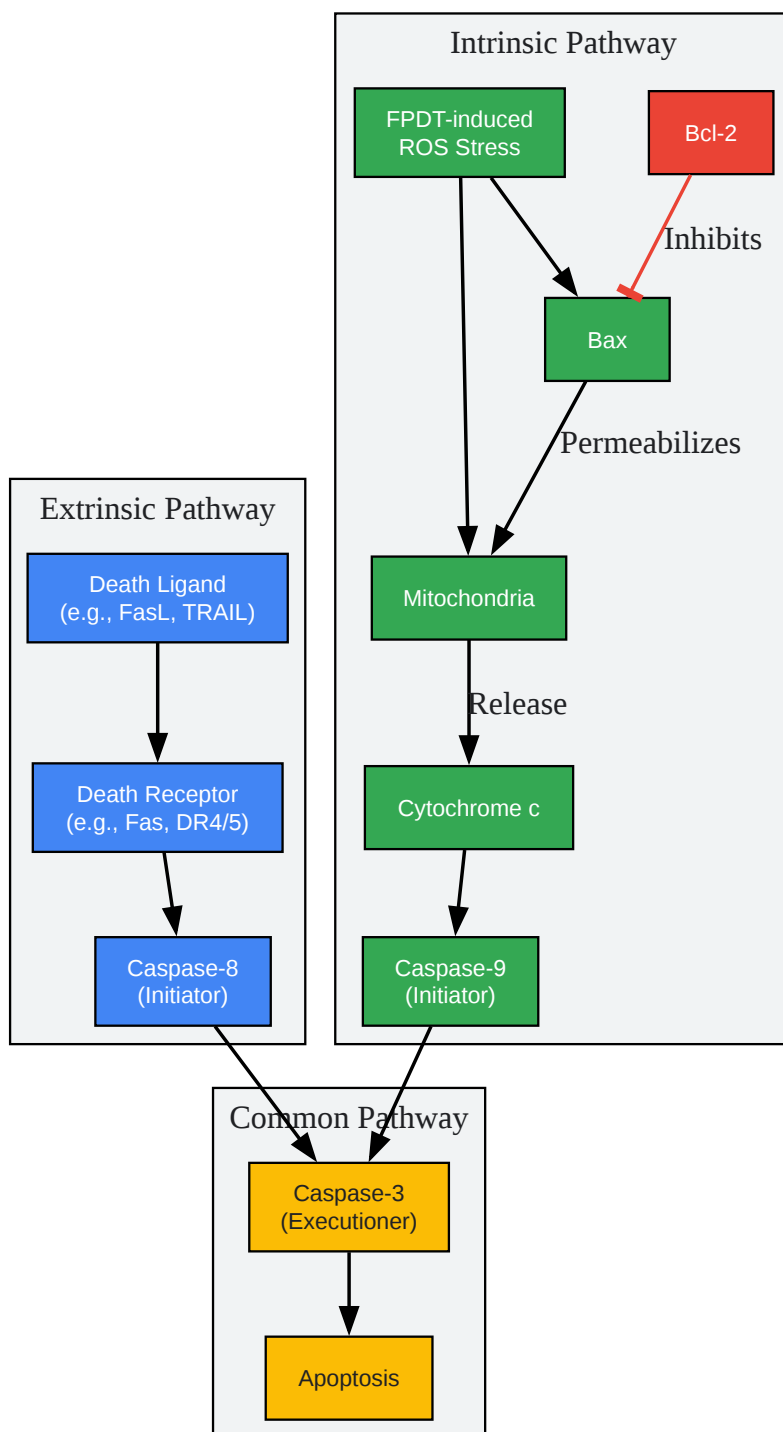 Intrinsic Pathway
FPDT-induced
ROS Stress
Bcl-2
Inhibits
Bax
Permeabilizes
Mitochondria
Release
Cytochrome c
Caspase-9
(Initiator)
Extrinsic Pathway
Death Ligand
(e.g., FasL, TRAIL)
Death Receptor
(e.g., Fas, DR4/5)
Caspase-8
(Initiator)
Common Pathway
Caspase-3
(Executioner)
Apoptosis